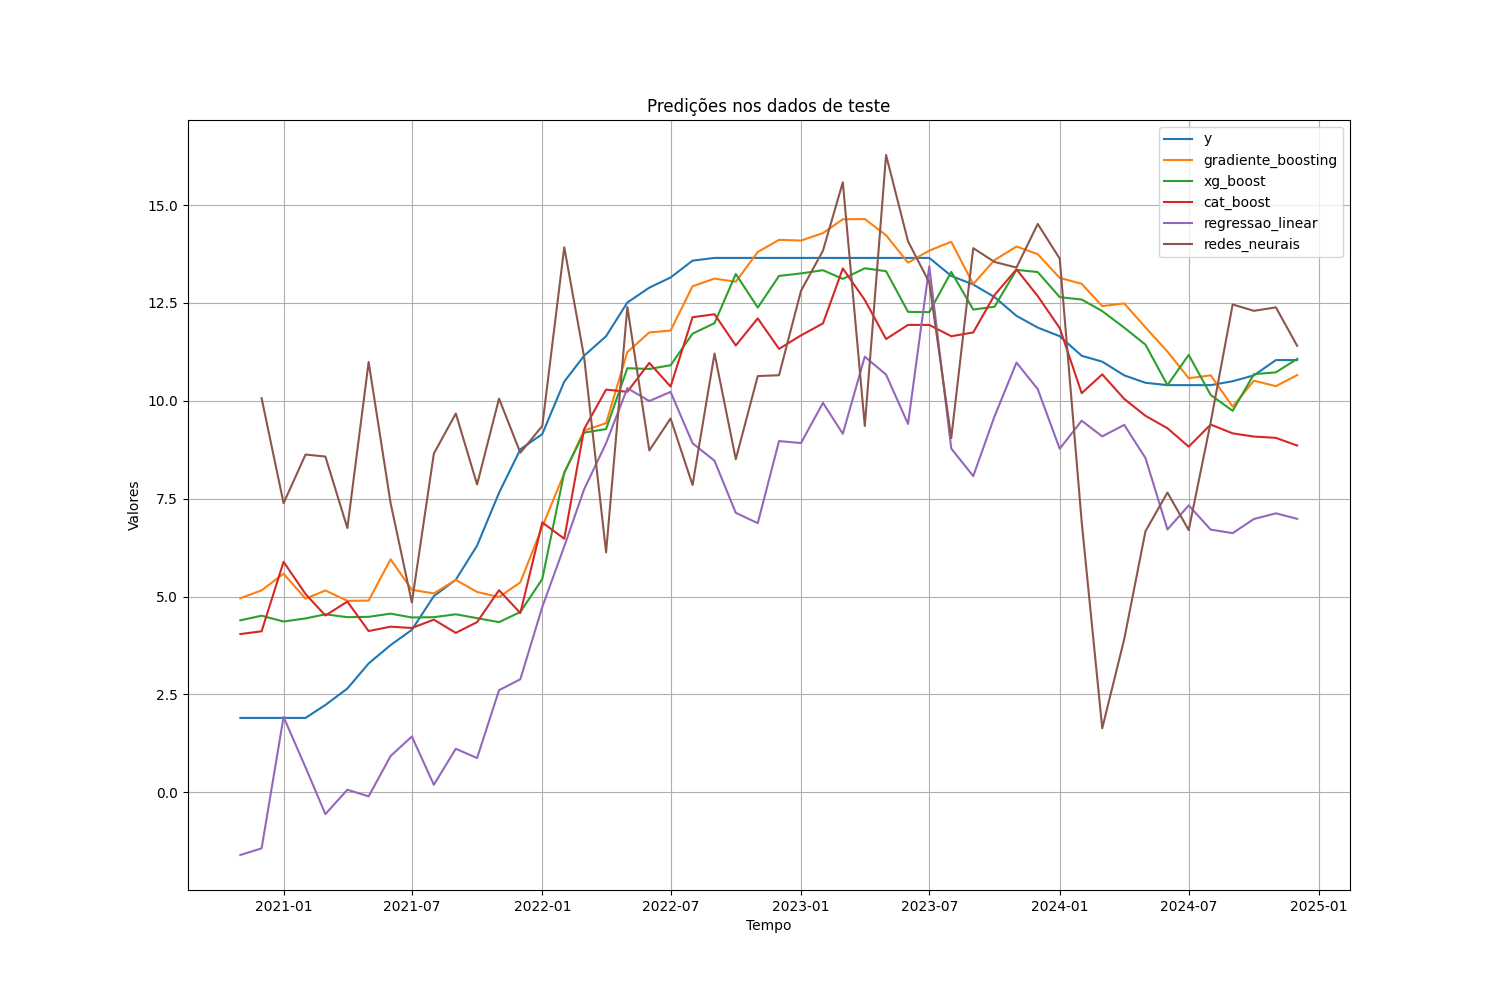 Predições nos dados de teste
y
gradiente_boosting
xg_boost
cat_boost
regressao_linear
redes_neurais
Valores
15.0
12.5
10.0
7.5
5.0
2.5
0.0
2021-01 2021-07 2022-01 2022-07 2023-01 2023-07 2024-01 2024-07 2025-01
Tempo